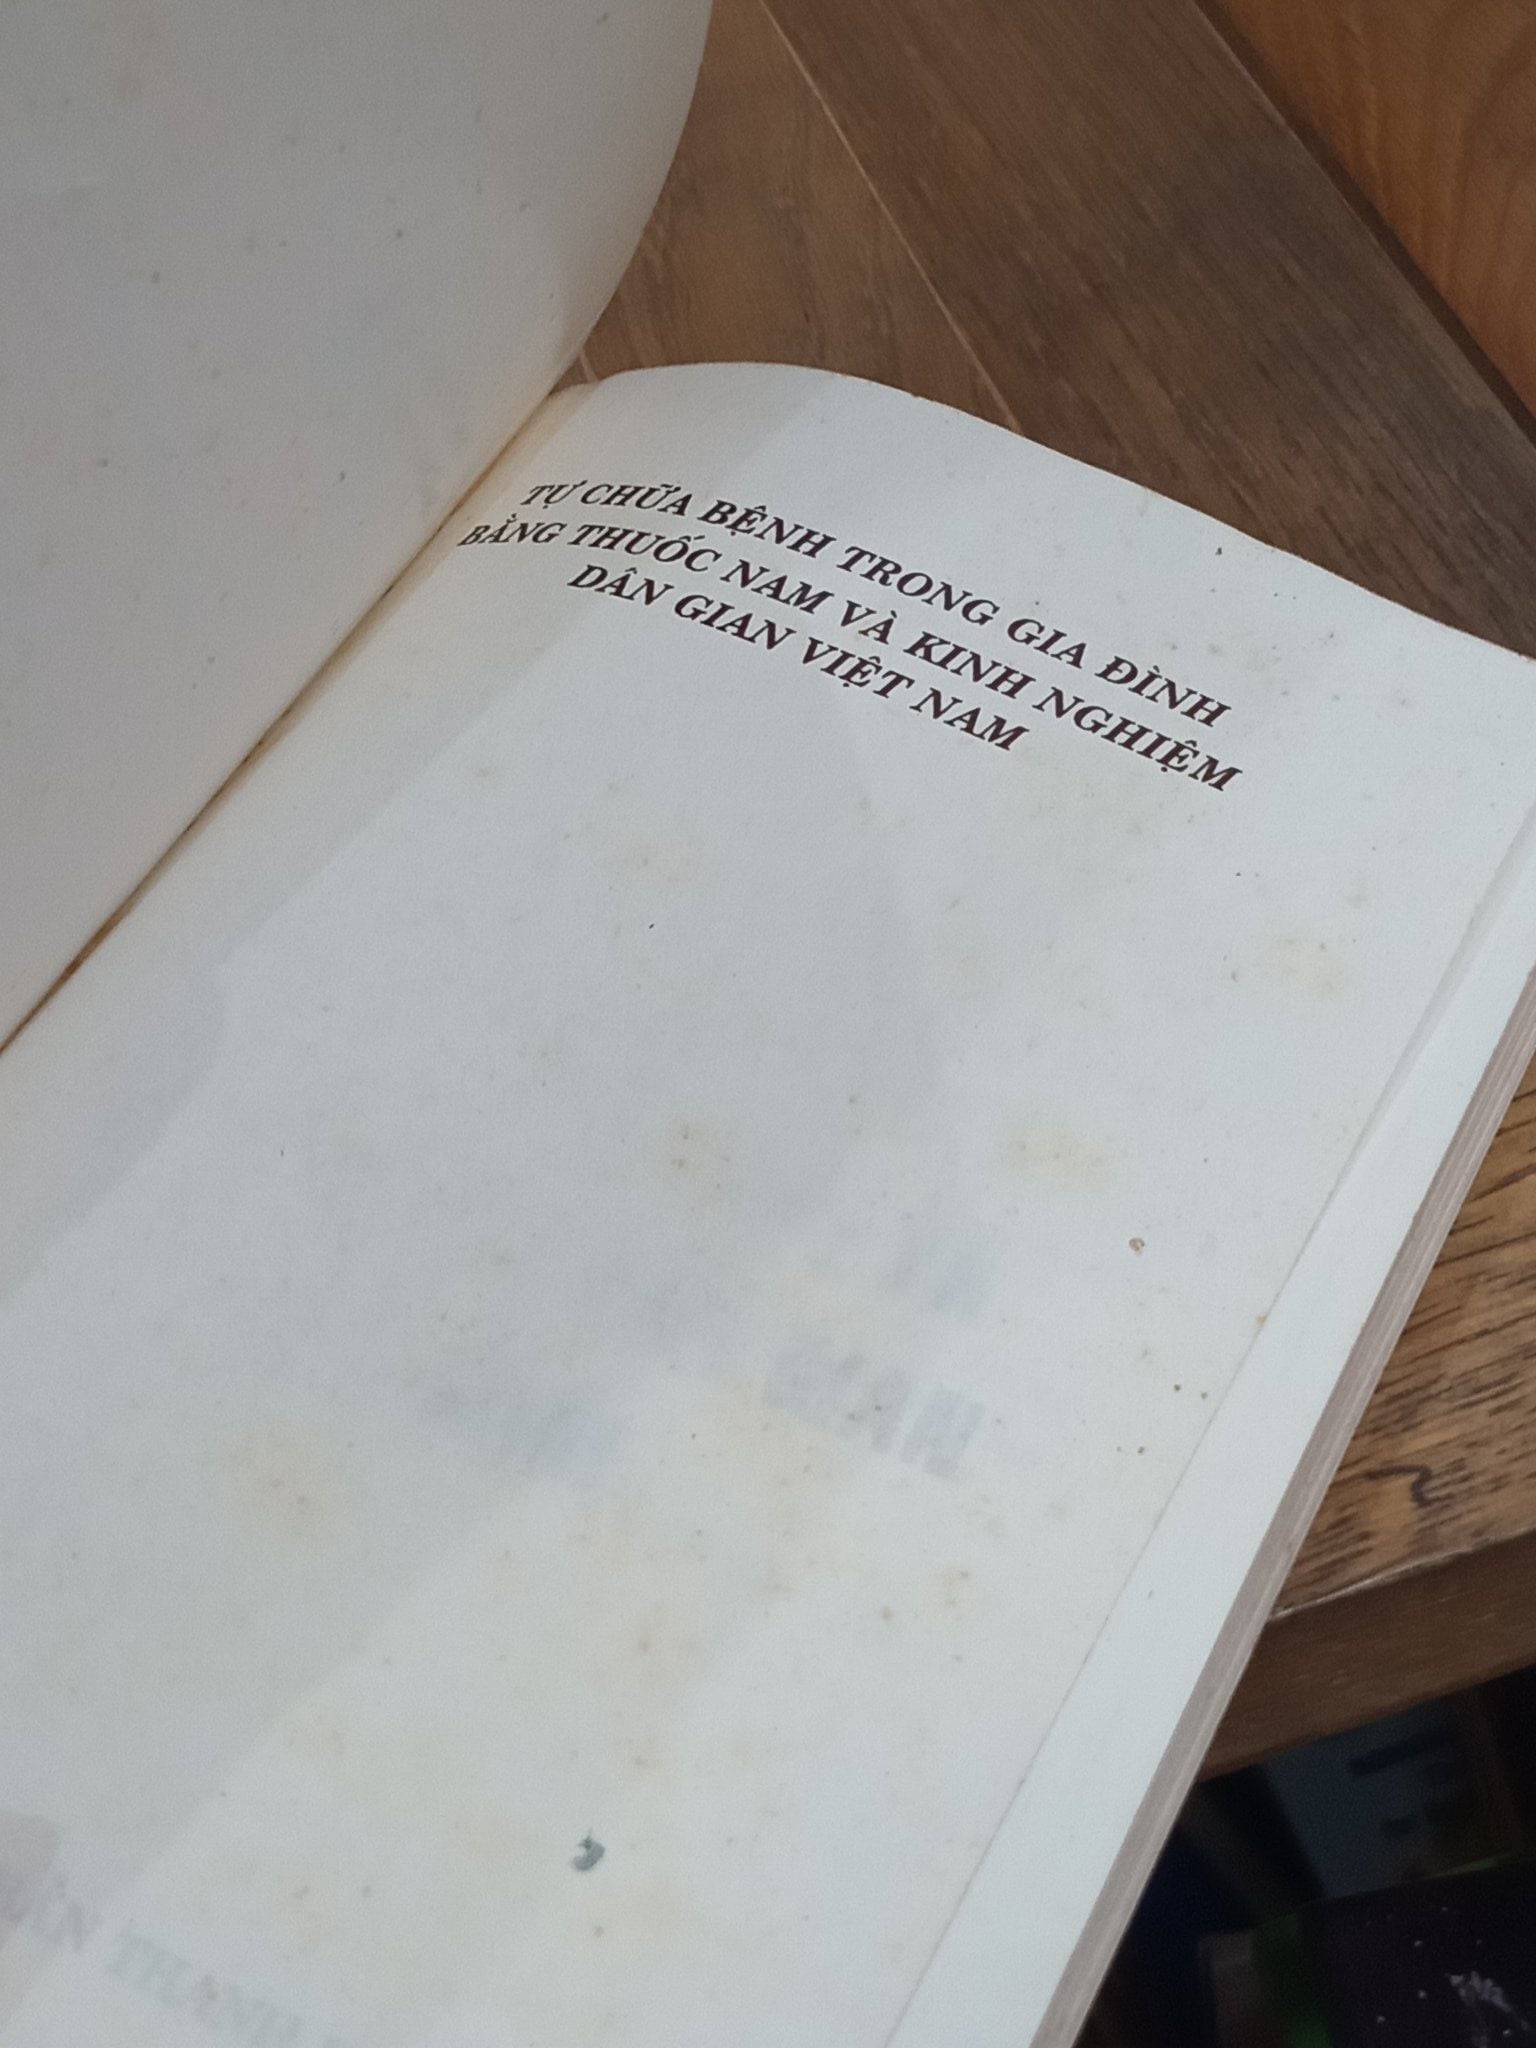 TỰ CHỮA BỆNH TRONG GIA ĐÌNH
BẰNG THUỐC NAM VÀ KINH NGHIỆM
DÂN GIAN VIỆT NAM